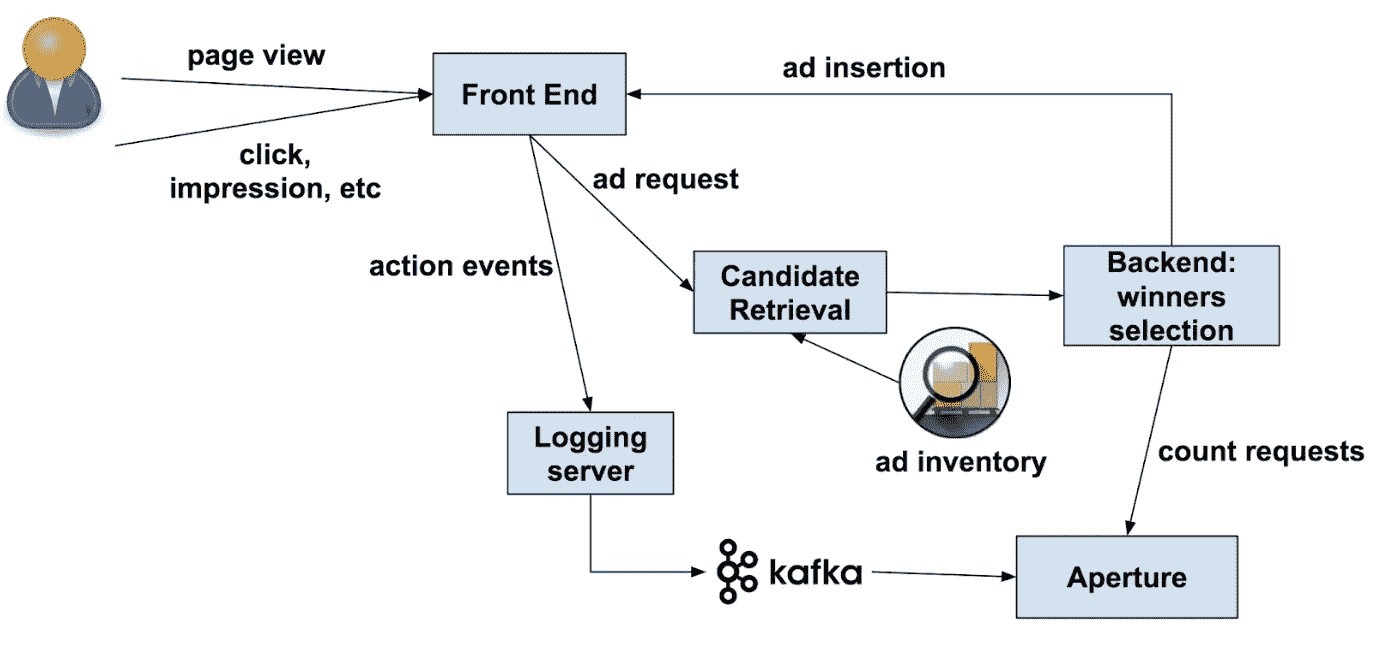 page view
click,
impression, etc
Front End
ad insertion
ad request
action events
Candidate
Retrieval
Backend:
winners
selection
ad inventory
count requests
Logging
server
kafka
Aperture